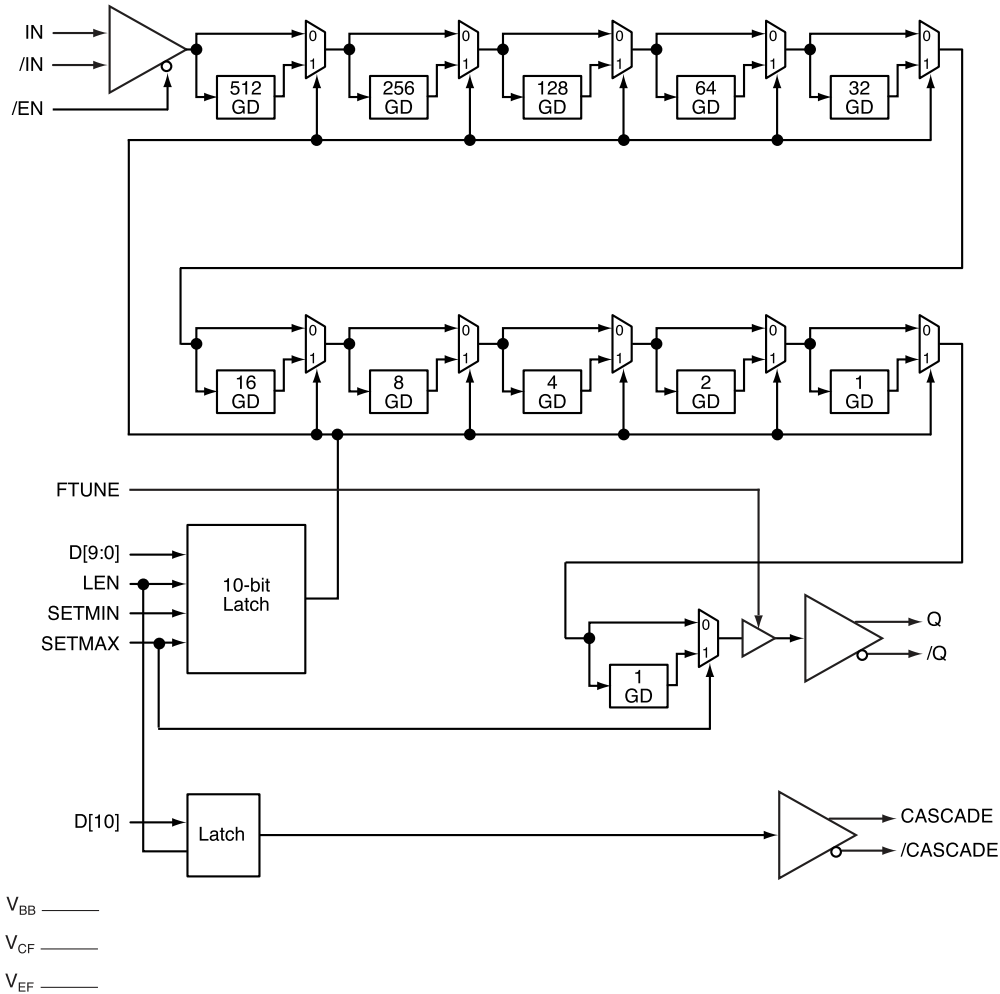 IN
/IN
/EN
0
1
512
GD
0
1
256
GD
0
1
128
GD
0
1
64
GD
0
1
32
GD
0
1
16
GD
0
1
8
GD
0
1
4
GD
0
1
2
GD
0
1
1
GD
FTUNE
D[9:0]
LEN
SETMIN
SETMAX
10-bit
Latch
0
1
1
GD
Q
/Q
D[10]
Latch
CASCADE
/CASCADE
VBB
VCF
VEF